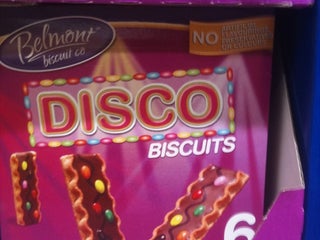 Belmont
biscuit co
NO
DISCO
BISCUITS
6